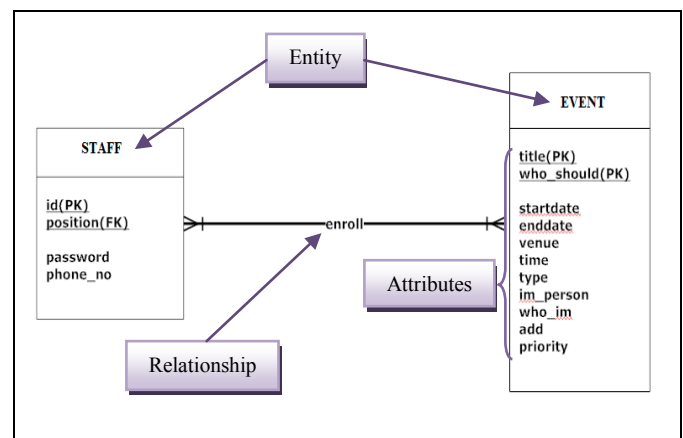 Entity
EVENT
STAFF
title(PK)
who_should(PK)
id(PK)
position(FK)
startdate
enddate
enroll
venue
password
time
phone_no
type
Attributes
im_person
who_im
add
priority
Relationship